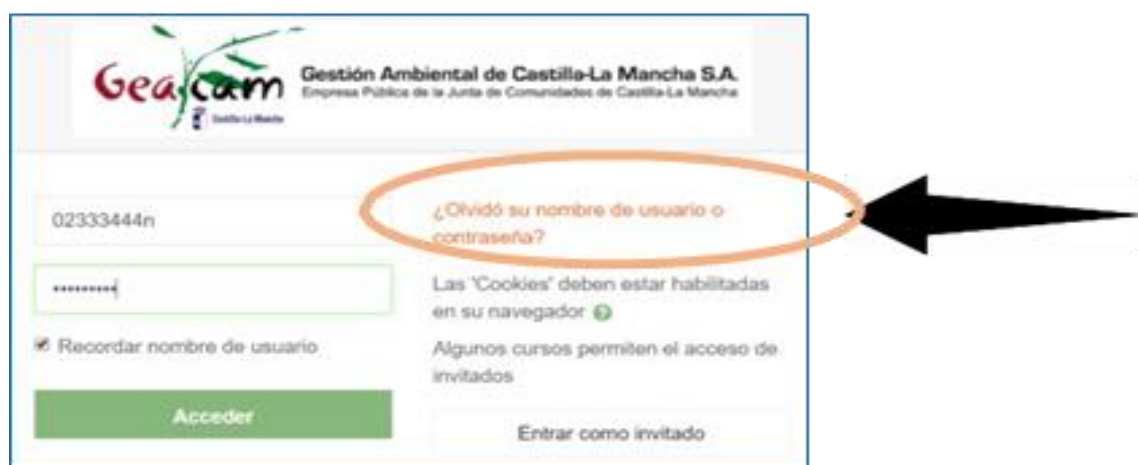 Geacam
Gestión Ambiental de Castilla-La Mancha S.A.
Empresa Pública de la Junta de Comunidades de Castilla-La Mancha
Castilla-La Mancha
02333444n
¿Olvidó su nombre de usuario o
contraseña?
Las 'Cookies' deben estar habilitadas
en su navegador
Recordar nombre de usuario
Algunos cursos permiten el acceso de
invitados
Acceder
Entrar como invitado